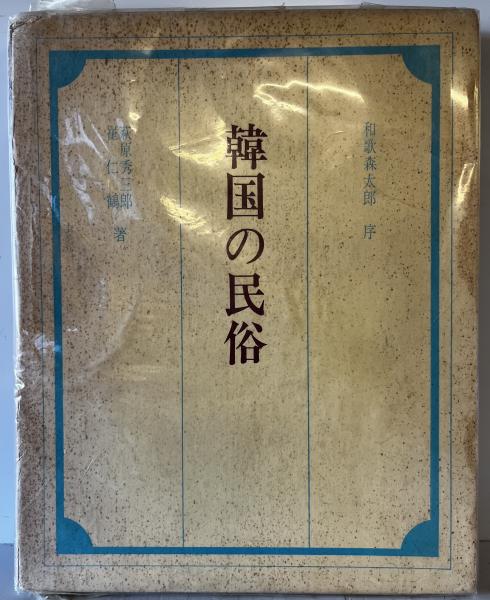 和歌森太郎 序
韓国の民俗
萩原秀三郎
崔仁鶴 著